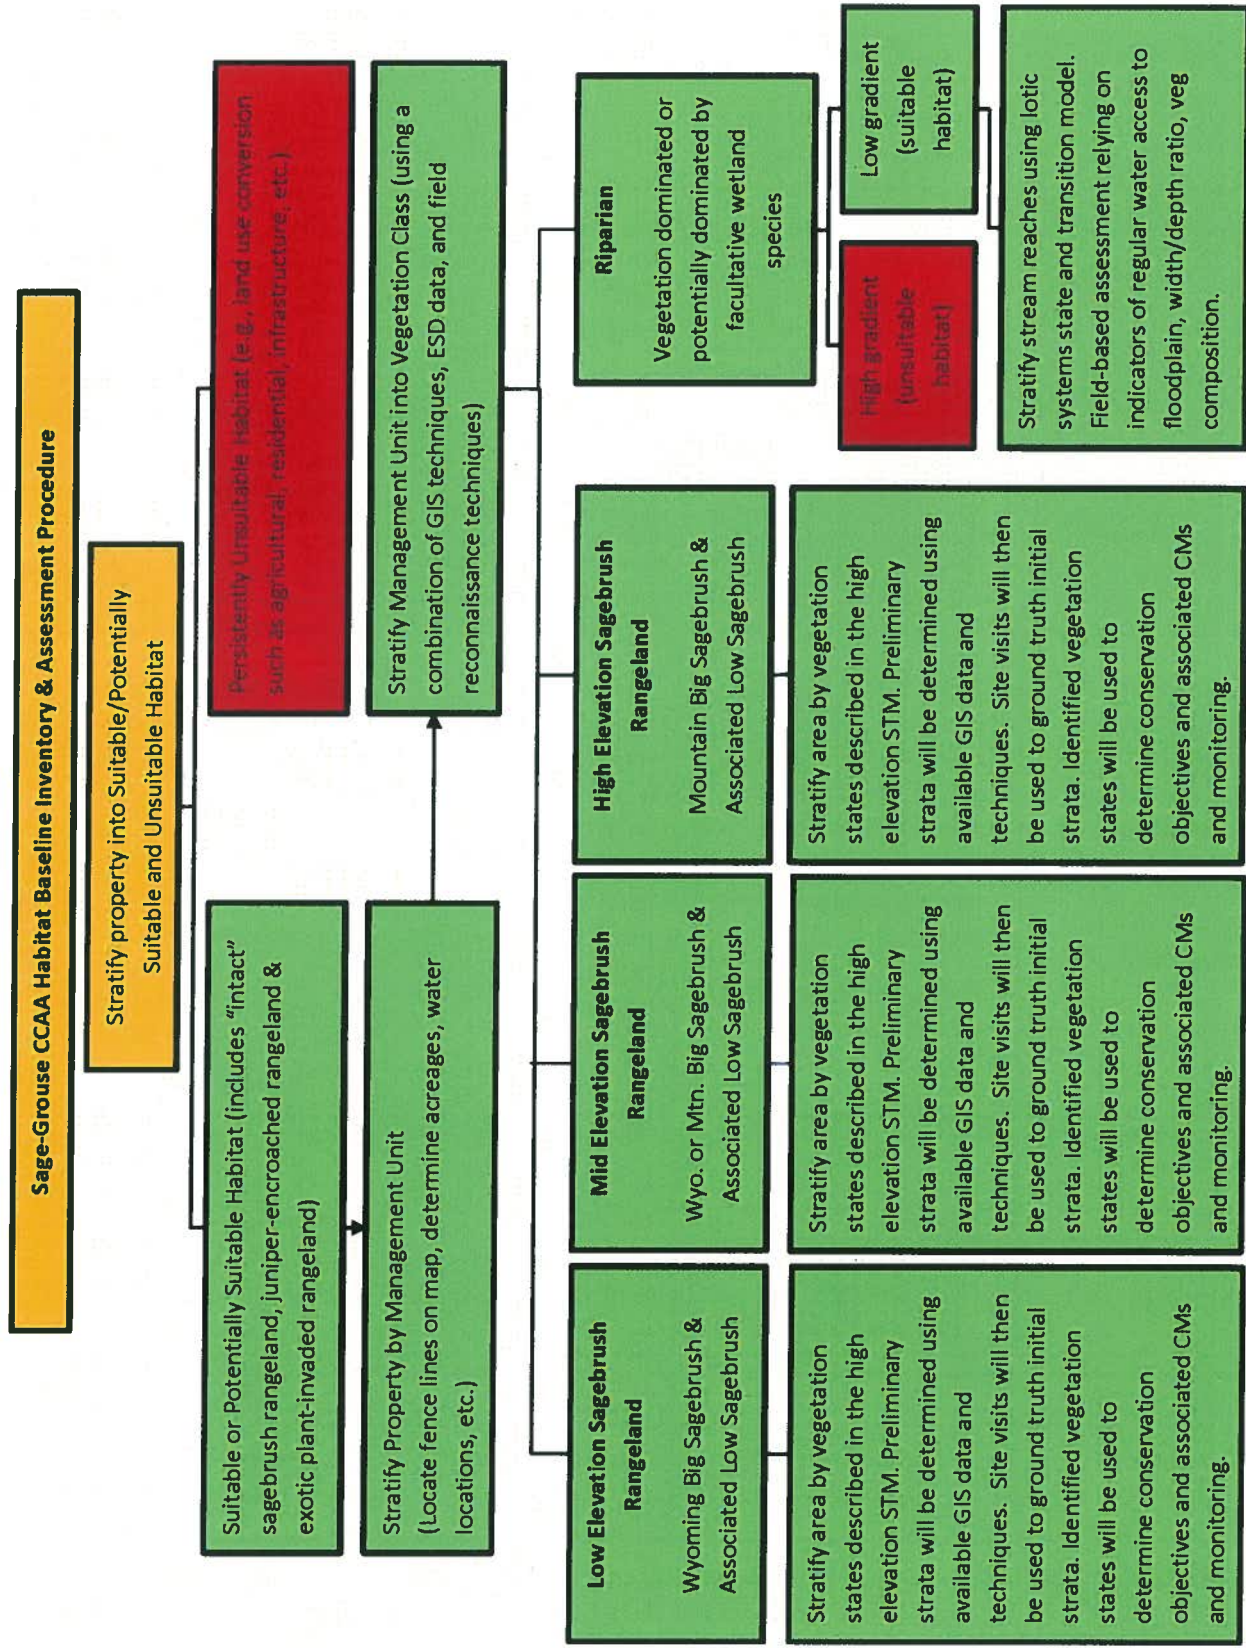 Sage-Grouse CCAA Habitat Baseline Inventory & Assessment Procedure
Stratify property into Suitable/Potentially
Suitable and Unsuitable Habitat
Suitable or Potentially Suitable Habitat (includes "intact"
sagebrush rangeland, juniper-encroached rangeland &
exotic plant-invaded rangeland)
Persistently Unsuitable Habitat (e.g., land use conversion
such as agricultural, residential, infrastructure, etc.)
Stratify Property by Management Unit
(Locate fence lines on map, determine acreages, water
locations, etc.)
Stratify Management Unit into Vegetation Class (using a
combination of GIS techniques, ESD data, and field
reconnaissance techniques)
Low Elevation Sagebrush
Rangeland
Wyoming Big Sagebrush &
Associated Low Sagebrush
Mid Elevation Sagebrush
Rangeland
Wyo. or Mtn. Big Sagebrush &
Associated Low Sagebrush
High Elevation Sagebrush
Rangeland
Mountain Big Sagebrush &
Associated Low Sagebrush
Riparian
Vegetation dominated or
potentially dominated by
facultative wetland
species
High gradient
(unsuitable
habitat)
Low gradient
(suitable
habitat)
Stratify area by vegetation
states described in the high
elevation STM. Preliminary
strata will be determined using
available GIS data and
techniques. Site visits will then
be used to ground truth initial
strata. Identified vegetation
states will be used to
determine conservation
objectives and associated CMs
and monitoring.
Stratify area by vegetation
states described in the high
elevation STM. Preliminary
strata will be determined using
available GIS data and
techniques. Site visits will then
be used to ground truth initial
strata. Identified vegetation
states will be used to
determine conservation
objectives and associated CMs
and monitoring.
Stratify area by vegetation
states described in the high
elevation STM. Preliminary
strata will be determined using
available GIS data and
techniques. Site visits will then
be used to ground truth initial
strata. Identified vegetation
states will be used to
determine conservation
objectives and associated CMs
and monitoring.
Stratify stream reaches using lotic
systems state and transition model.
Field-based assessment relying on
indicators of regular water access to
floodplain, width/depth ratio, veg
composition.